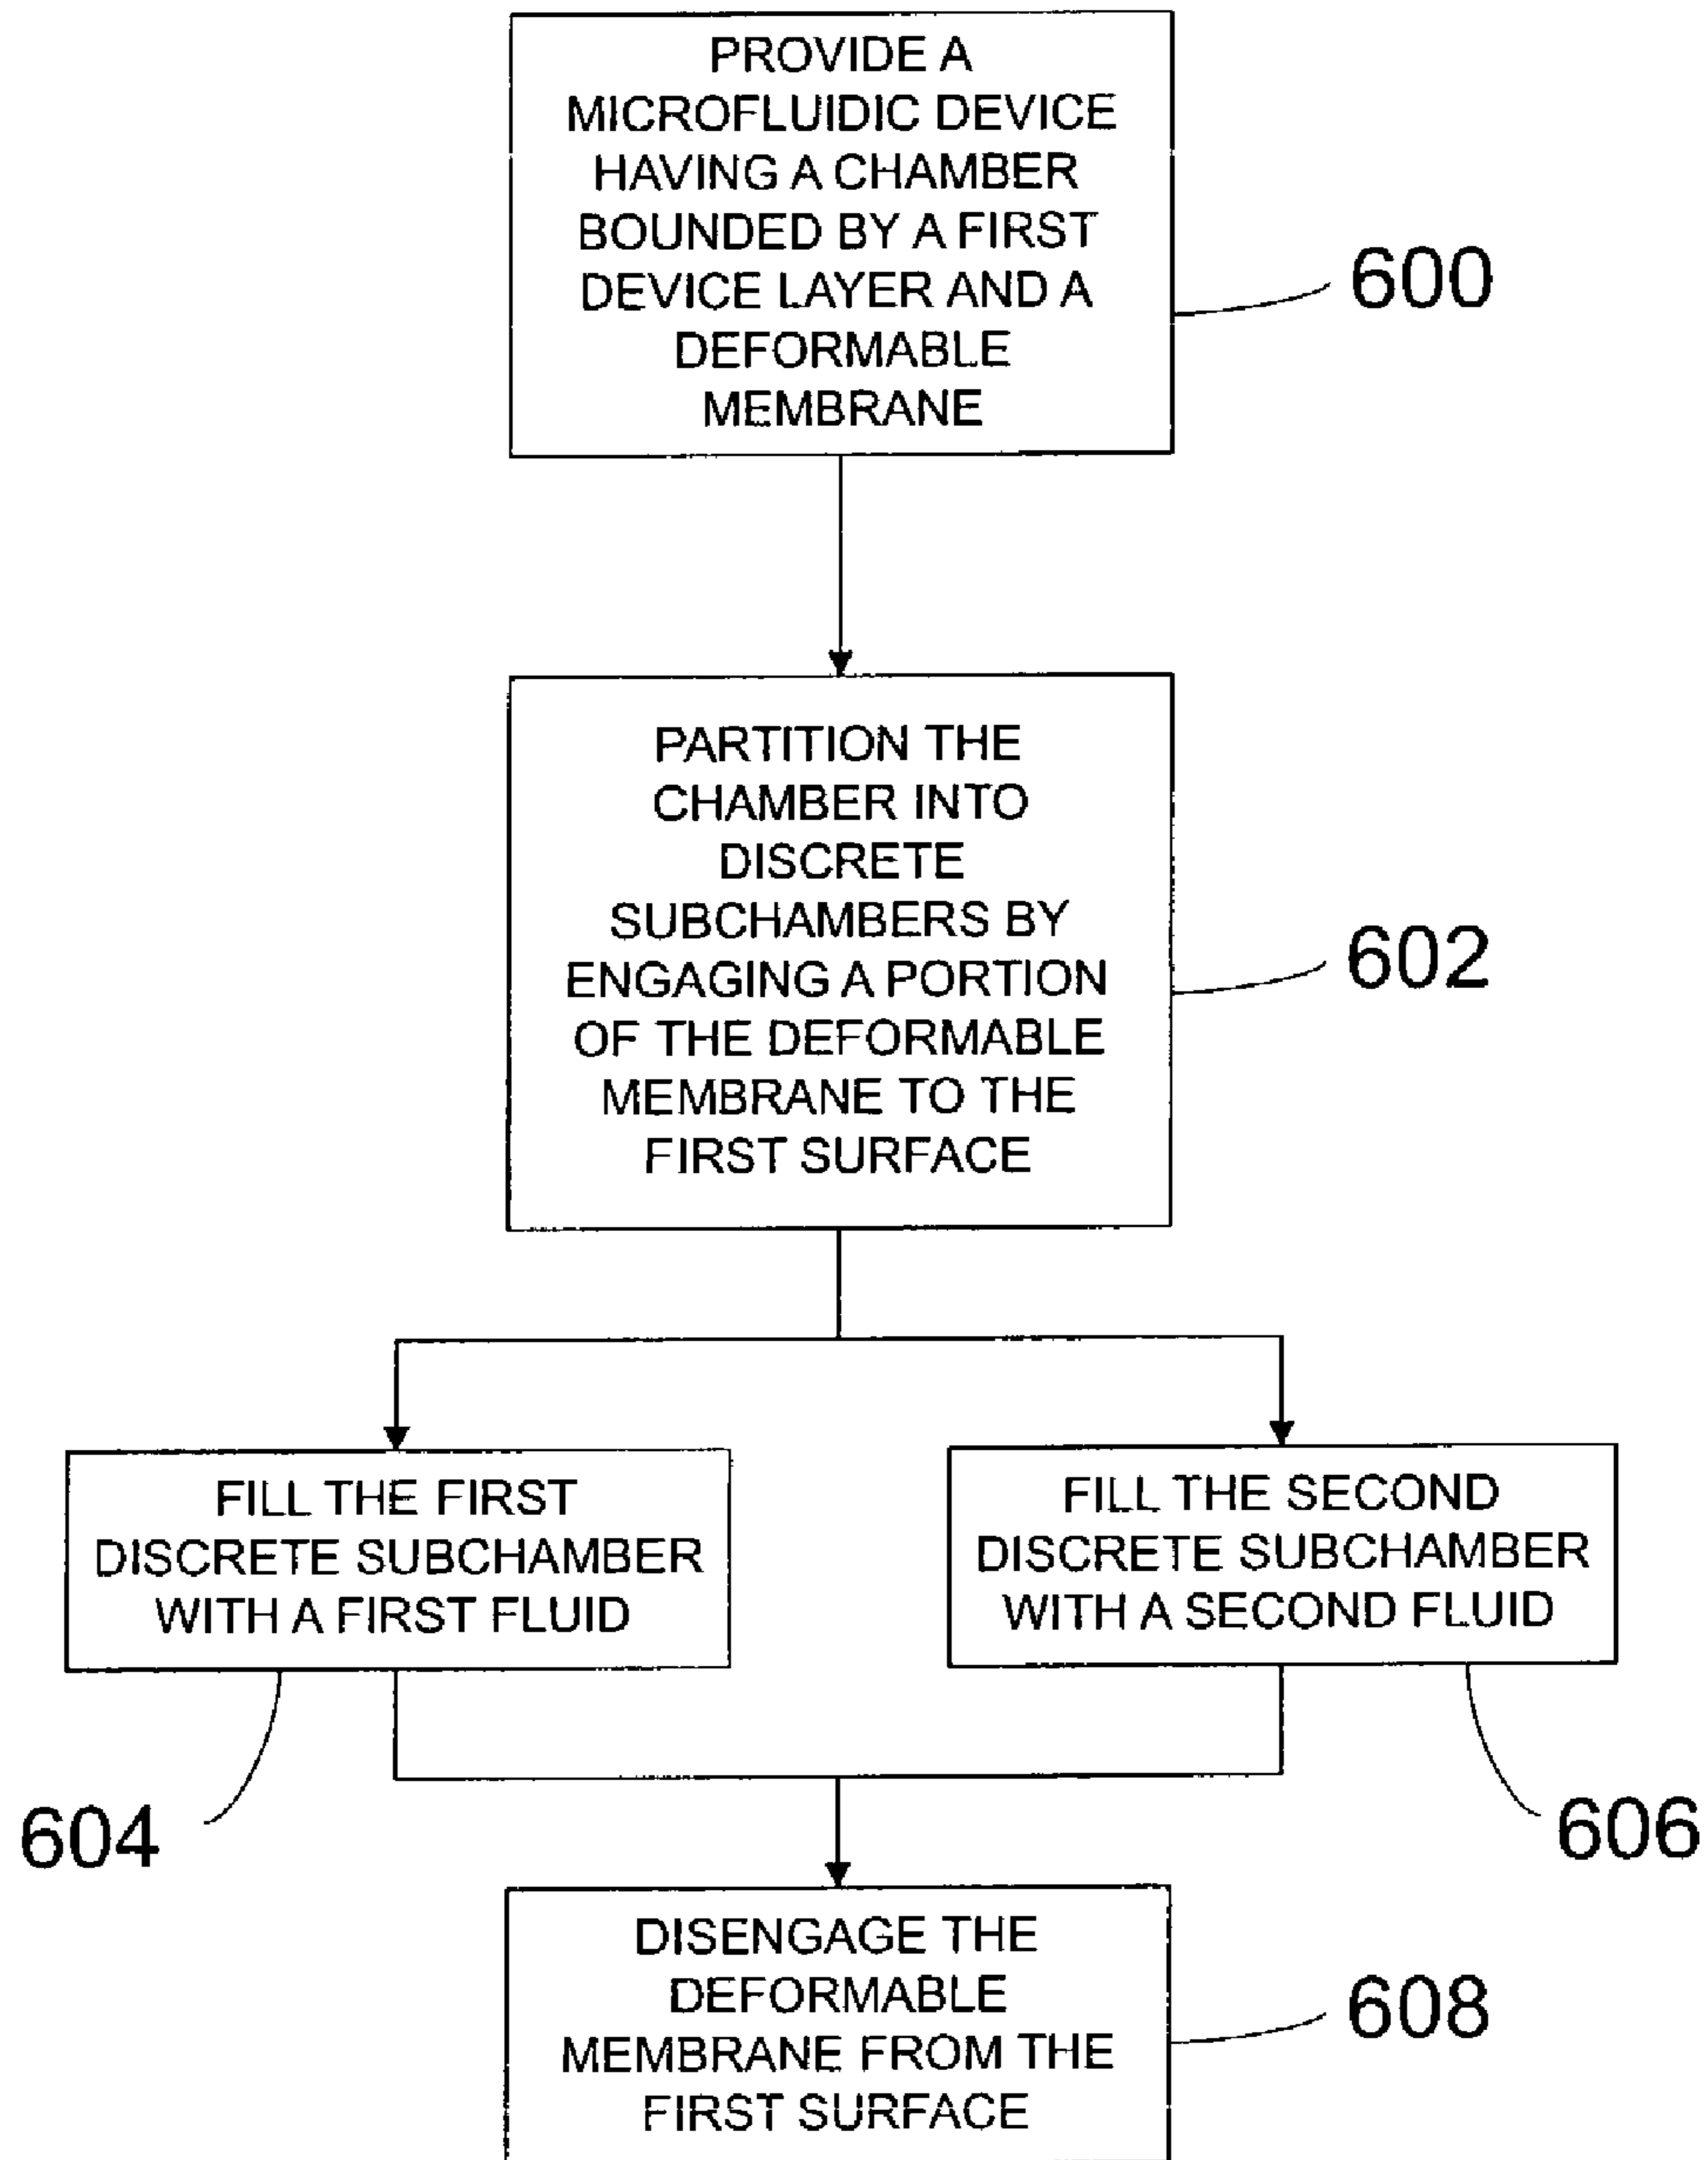 PROVIDE A
MICROFLUIDIC DEVICE
HAVING A CHAMBER
BOUNDED BY A FIRST
DEVICE LAYER AND A
DEFORMABLE
MEMBRANE
600
PARTITION THE
CHAMBER INTO
DISCRETE
SUBCHAMBERS BY
ENGAGING A PORTION
OF THE DEFORMABLE
MEMBRANE TO THE
FIRST SURFACE
602
FILL THE FIRST
DISCRETE SUBCHAMBER
WITH A FIRST FLUID
604
FILL THE SECOND
DISCRETE SUBCHAMBER
WITH A SECOND FLUID
606
DISENGAGE THE
DEFORMABLE
MEMBRANE FROM THE
FIRST SURFACE
608